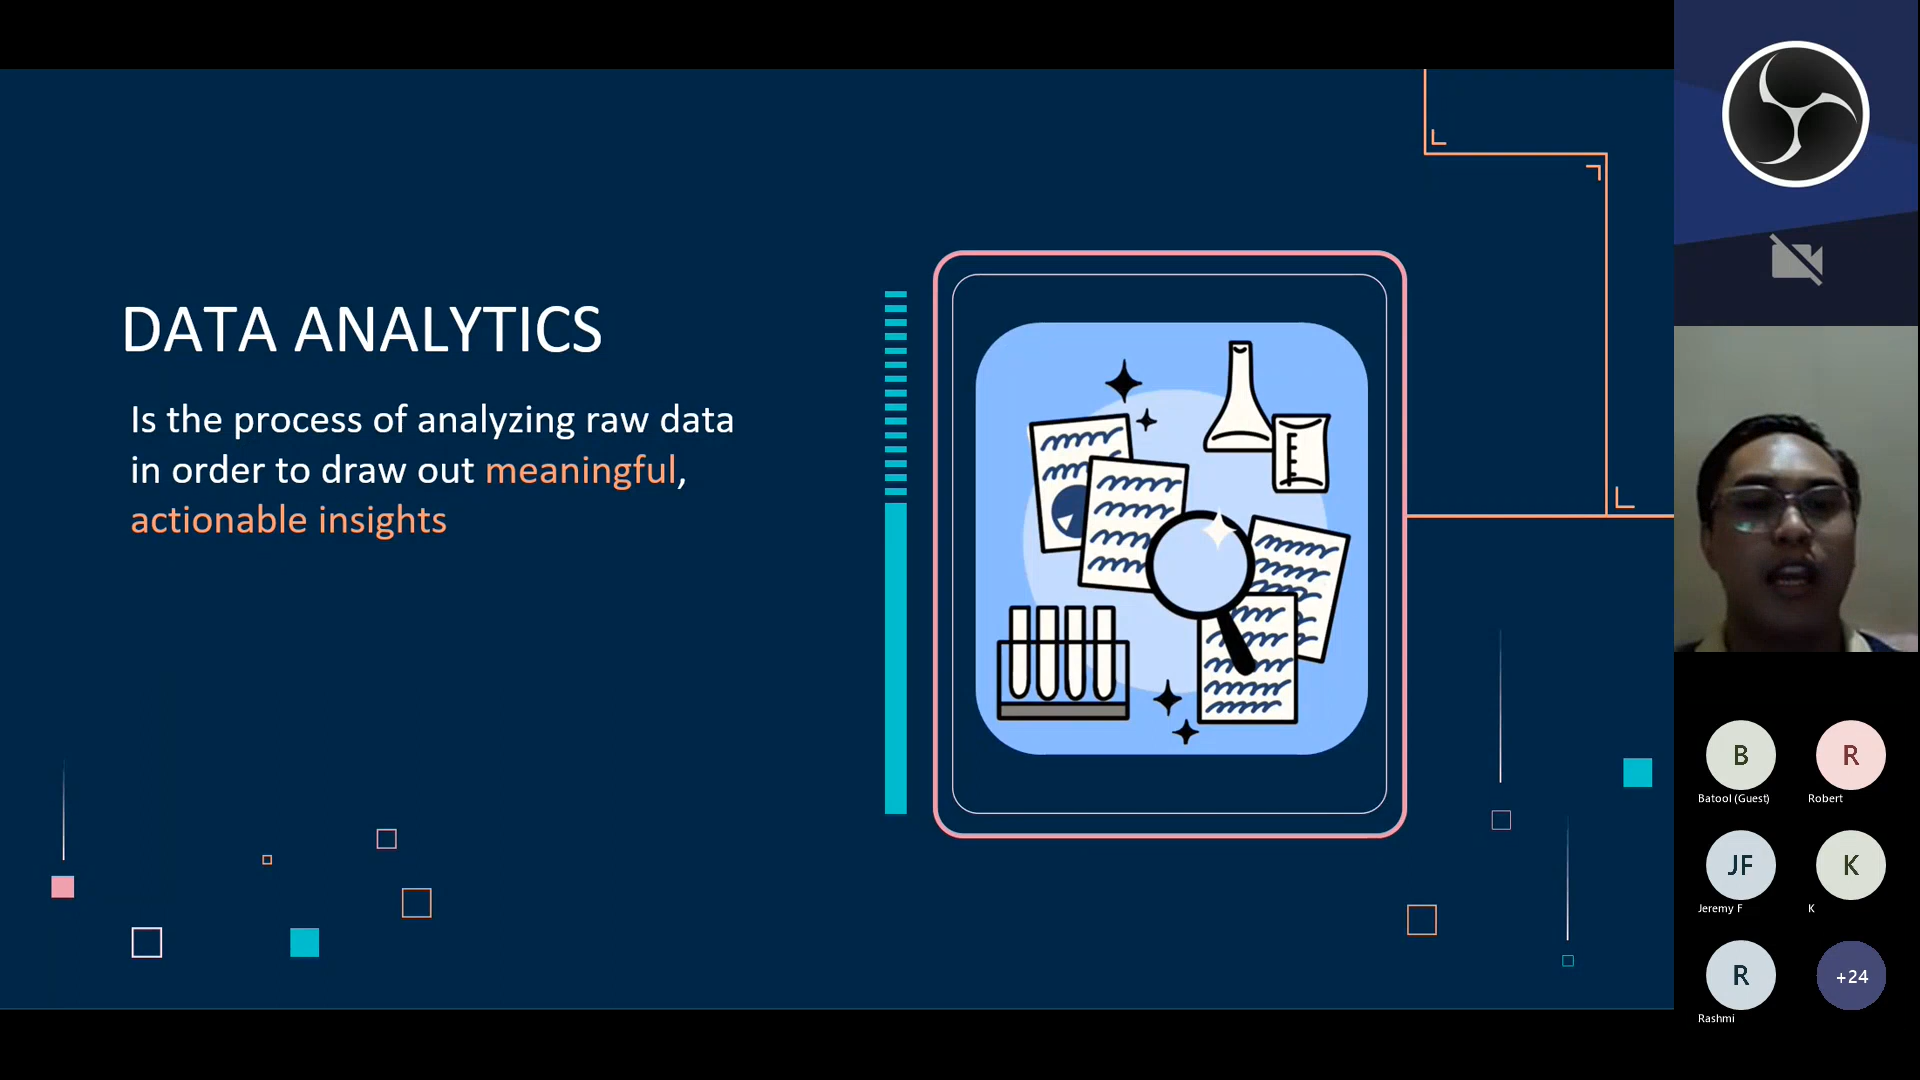 DATA ANALYTICS
Is the process of analyzing raw data
in order to draw out meaningful,
actionable insights
B
R
Batool (Guest)
Robert
JF
K
Jeremy F
K
R
+24
Rashmi